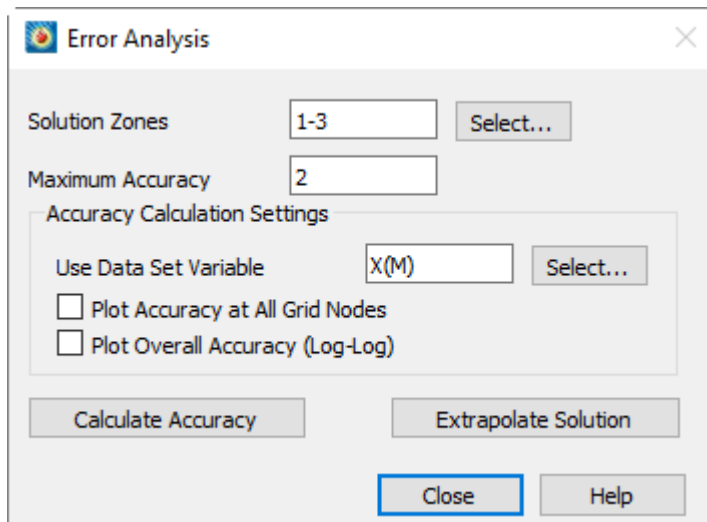 Error Analysis
Solution Zones 1-3 Select...
Maximum Accuracy 2
Accuracy Calculation Settings
Use Data Set Variable X(M) Select...
Plot Accuracy at All Grid Nodes
Plot Overall Accuracy (Log-Log)
Calculate Accuracy Extrapolate Solution
Close Help